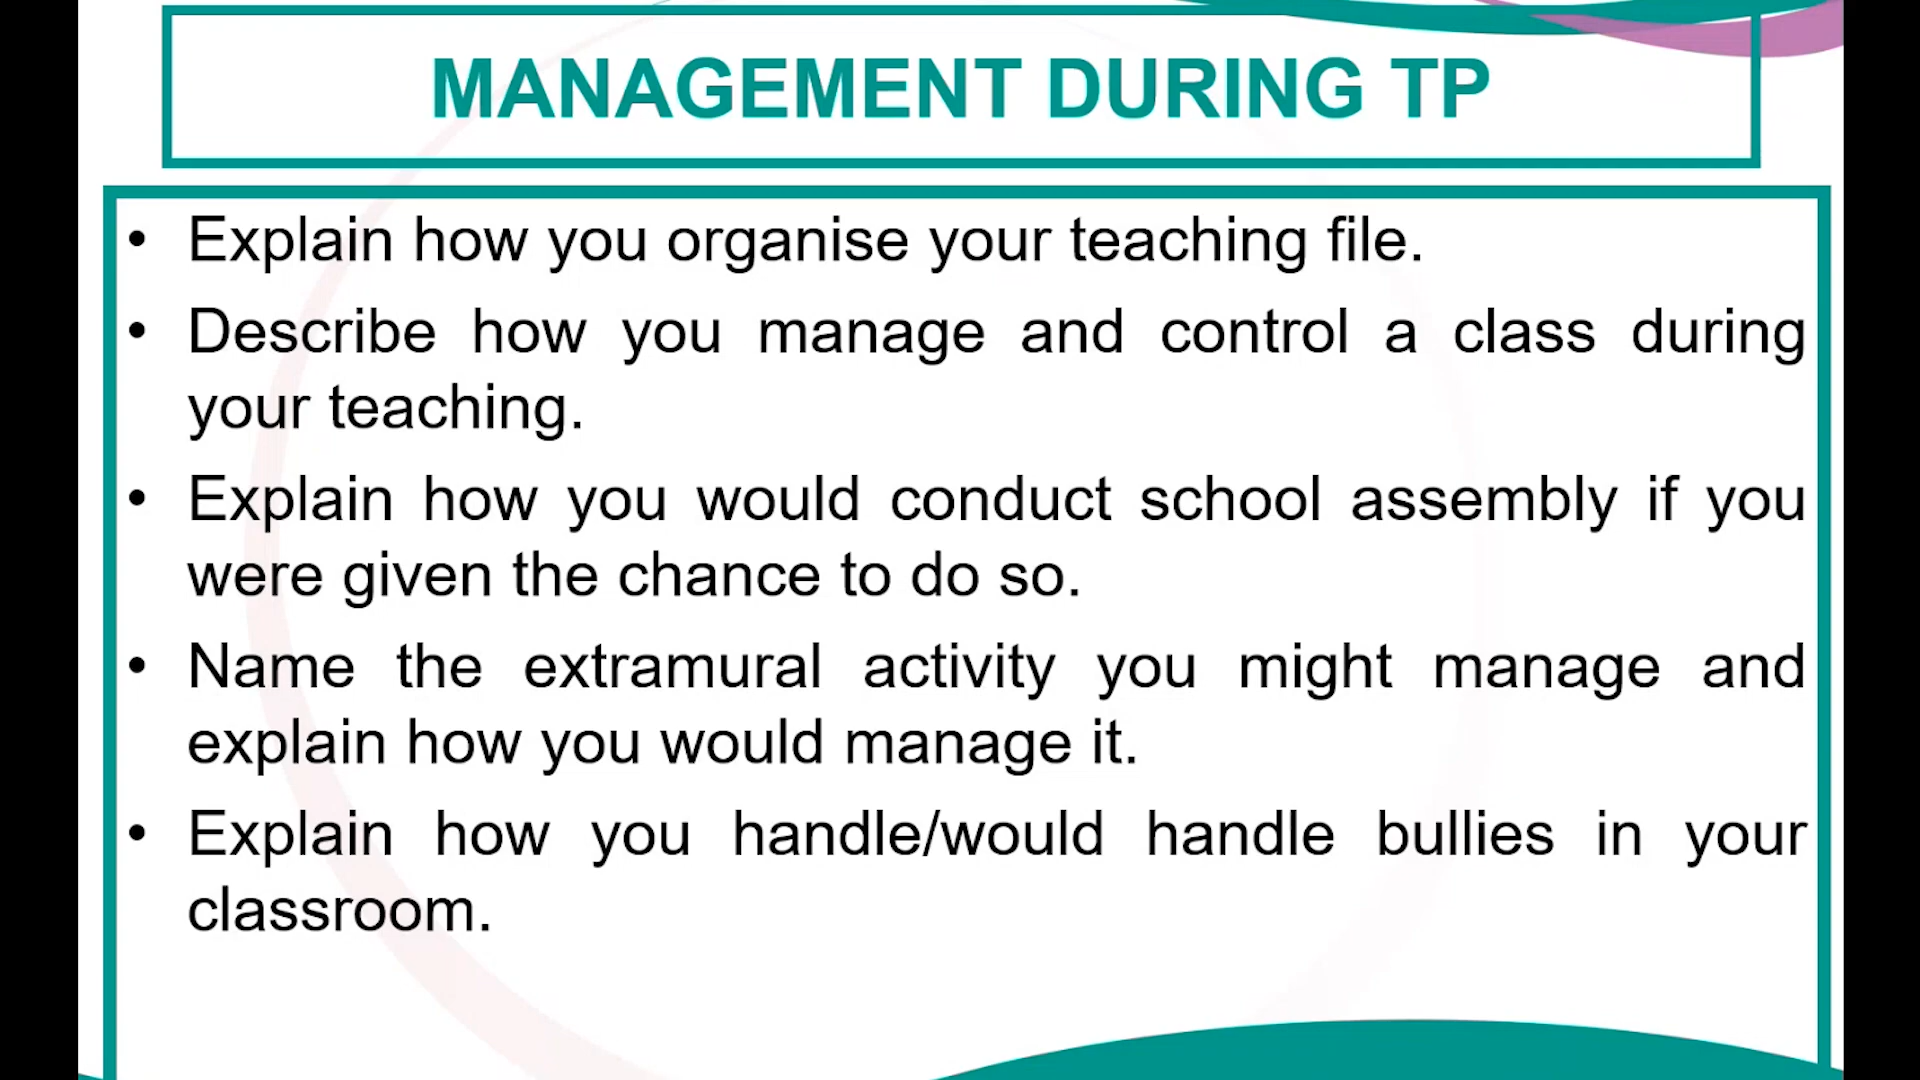 MANAGEMENT DURING TP
• Explain how you organise your teaching file.
• Describe how you manage and control a class during
your teaching.
• Explain how you would conduct school assembly if you
were given the chance to do so.
• Name the extramural activity you might manage and
explain how you would manage it.
• Explain how you handle/would handle bullies in your
classroom.